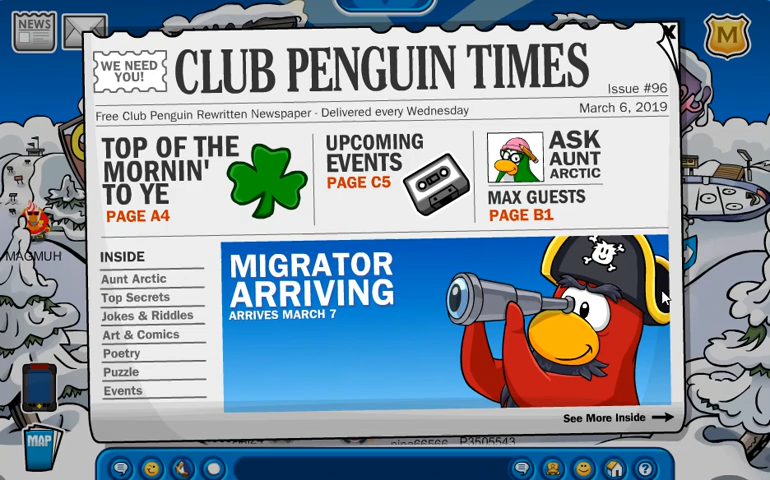 NEWS
M
WE NEED
YOU!
CLUB PENGUIN TIMES
Issue #96
Free Club Penguin Rewritten Newspaper - Delivered every Wednesday
March 6, 2019
TOP OF THE
MORNIN'
TO YE
PAGE A4
UPCOMING
EVENTS
PAGE C5
ASK
AUNT
ARCTIC
MAX GUESTS
PAGE B1
INSIDE
Aunt Arctic
Top Secrets
Jokes & Riddles
Art & Comics
Poetry
Puzzle
Events
MIGRATOR
ARRIVING
ARRIVES MARCH 7
See More Inside
MAGMUH
MAP
P3505543
?